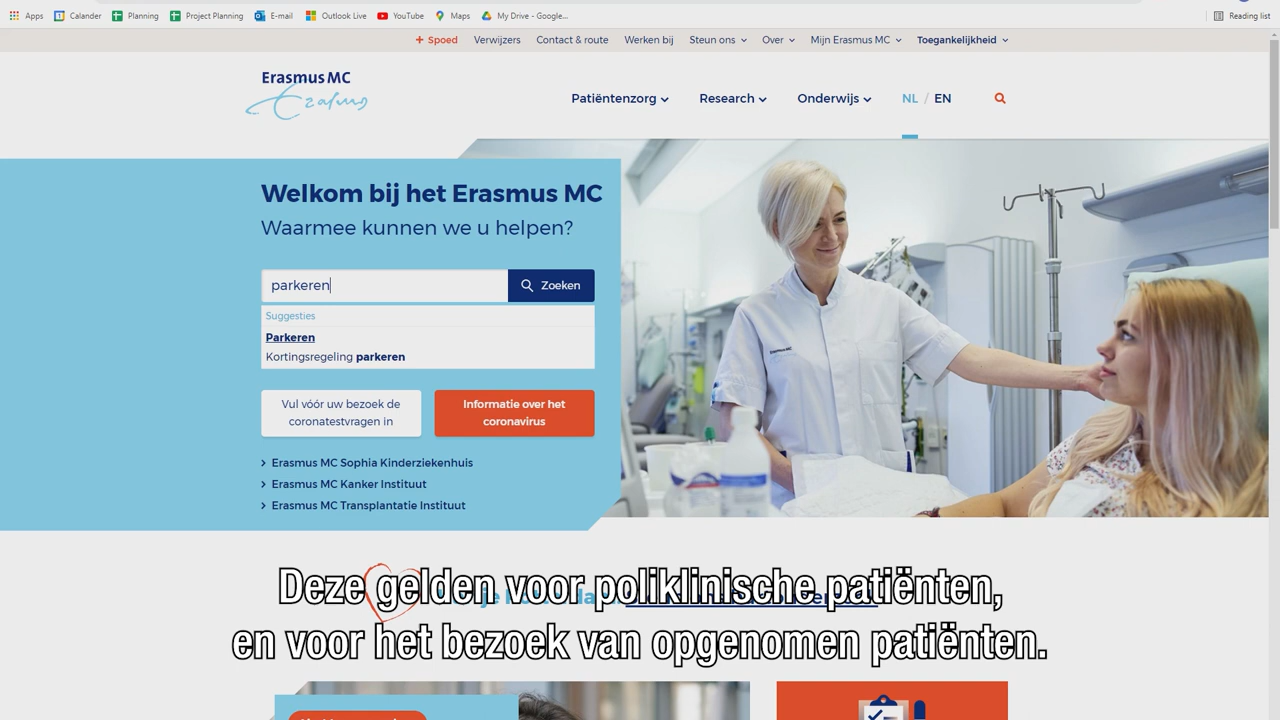 Apps
Calander
Planning
Project Planning
E-mail
Outlook Live
YouTube
Maps
My Drive - Google...
Reading list
+ Spoed
Verwijzers
Contact & route
Werken bij
Steun ons
Over
Mijn Erasmus MC
Toegankelijkheid
Erasmus MC
Erasmus
Patiëntenzorg
Research
Onderwijs
NL / EN
Welkom bij het Erasmus MC
Waarmee kunnen we u helpen?
parkeren
Zoeken
Suggesties
Parkeren
Kortingsregeling parkeren
Vul vóór uw bezoek de
coronatestvragen in
Informatie over het
coronavirus
Erasmus MC Sophia Kinderziekenhuis
Erasmus MC Kanker Instituut
Erasmus MC Transplantatie Instituut
Erasmus MC
Deze gelden voor poliklinische patiënten,
en voor het bezoek van opgenomen patiënten.